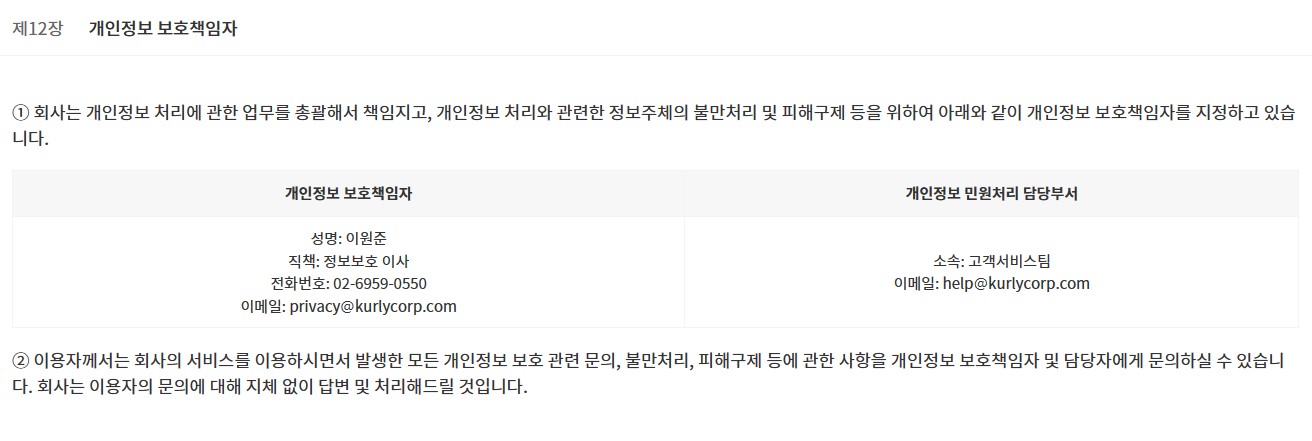 제12장 개인정보 보호책임자
① 회사는 개인정보 처리에 관한 업무를 총괄해서 책임지고, 개인정보 처리와 관련한 정보주체의 불만처리 및 피해구제 등을 위하여 아래와 같이 개인정보 보호책임자를 지정하고 있습
니다.
개인정보 보호책임자 개인정보 민원처리 담당부서
성명: 이원준
직책: 정보보호 이사
전화번호: 02-6959-0550
이메일: privacy@kurlycorp.com
소속: 고객서비스팀
이메일: help@kurlycorp.com
② 이용자께서는 회사의 서비스를 이용하시면서 발생한 모든 개인정보 보호 관련 문의, 불만처리, 피해구제 등에 관한 사항을 개인정보 보호책임자 및 담당자에게 문의하실 수 있습니
다. 회사는 이용자의 문의에 대해 지체 없이 답변 및 처리해드릴 것입니다.